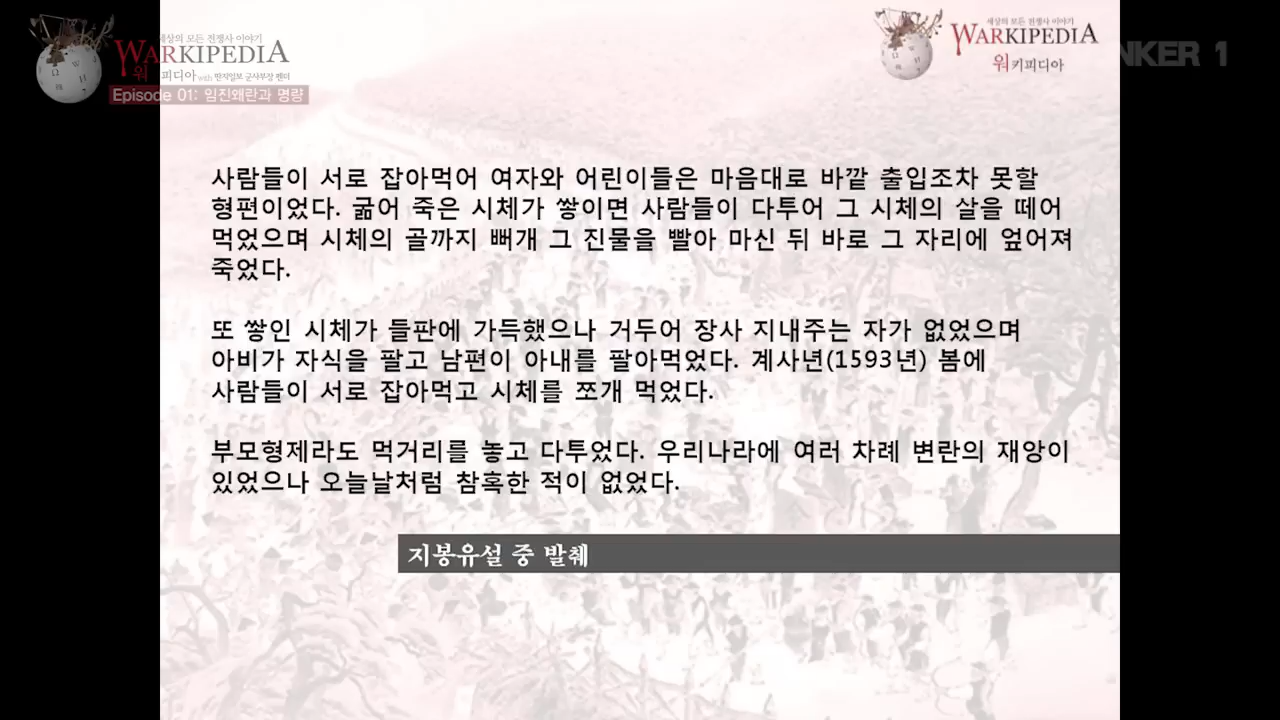 세상의 모든 전쟁사 이야기
WARKIPEDIA
워키피디아 with 딴지일보 군사부장 펜더
Episode 01: 임진왜란과 명량
세상의 모든 전쟁사 이야기
WARKIPEDIA
워키피디아
NKER 1
사람들이 서로 잡아먹어 여자와 어린이들은 마음대로 바깥 출입조차 못할
형편이었다. 굶어 죽은 시체가 쌓이면 사람들이 다투어 그 시체의 살을 떼어
먹었으며 시체의 골까지 뻐개 그 진물을 빨아 마신 뒤 바로 그 자리에 엎어져
죽었다.
또 쌓인 시체가 들판에 가득했으나 거두어 장사 지내주는 자가 없었으며
아비가 자식을 팔고 남편이 아내를 팔아먹었다. 계사년(1593년) 봄에
사람들이 서로 잡아먹고 시체를 쪼개 먹었다.
부모형제라도 먹거리를 놓고 다투었다. 우리나라에 여러 차례 변란의 재앙이
있었으나 오늘날처럼 참혹한 적이 없었다.
지봉유설 중 발췌